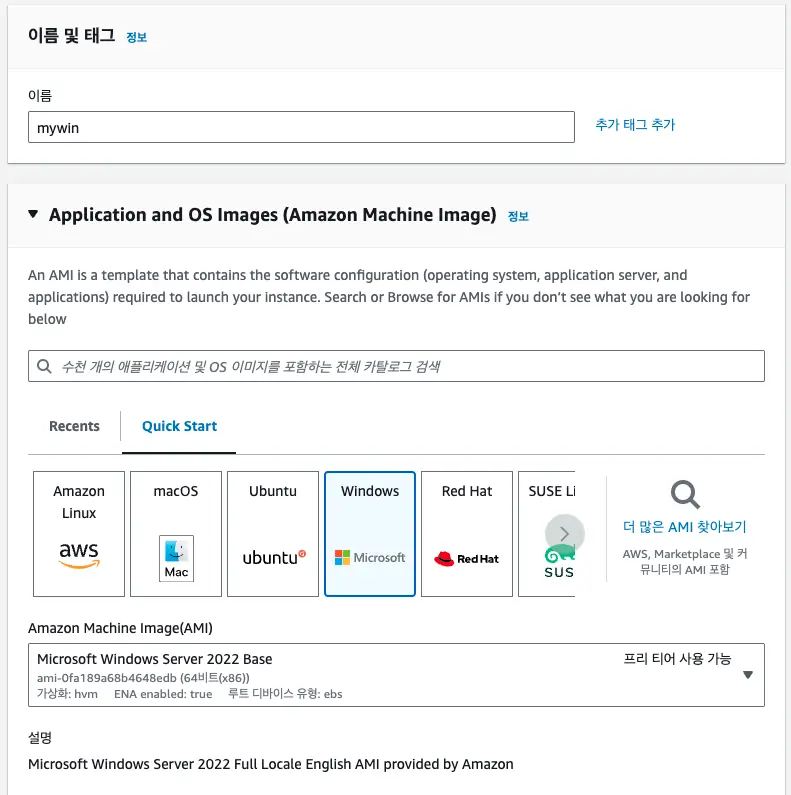 이름 및 태그 정보
이름
mywin
추가 태그 추가
Application and OS Images (Amazon Machine Image) 정보
An AMI is a template that contains the software configuration (operating system, application server, and
applications) required to launch your instance. Search or Browse for AMIs if you don't see what you are looking for
below
수천 개의 애플리케이션 및 OS 이미지를 포함하는 전체 카탈로그 검색
Recents
Quick Start
Amazon
Linux
aws
macOS
Mac
Ubuntu
ubuntu
Windows
Microsoft
Red Hat
Red Hat
SUSE Li
SUS
더 많은 AMI 찾아보기
AWS, Marketplace 및 커
뮤니티의 AMI 포함
Amazon Machine Image(AMI)
Microsoft Windows Server 2022 Base
프리 티어 사용 가능
ami-0fa189a68b4648edb (64비트(x86))
가상화: hvm ENA enabled: true 루트 디바이스 유형: ebs
설명
Microsoft Windows Server 2022 Full Locale English AMI provided by Amazon